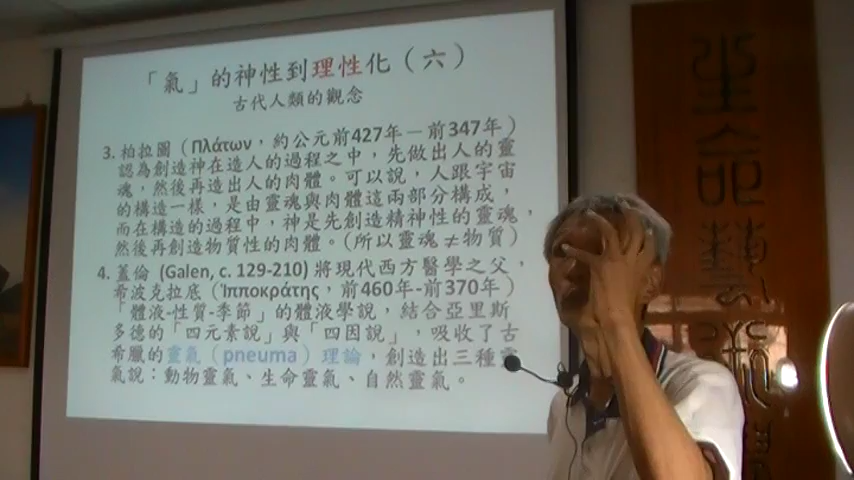 「氣」的神性到理性化（六）
古代人類的觀念
3. 柏拉圖（Πλάτων，約公元前427年－前347年）
認為創造神在造人的過程之中，先做出人的靈
魂，然後再造出人的肉體。可以說，人跟宇宙
的構造一樣，是由靈魂與肉體這兩部分構成，
而在構造的過程中，神是先創造精神性的靈魂，
然後再創造物質性的肉體。（所以靈魂≠物質）
4. 蓋倫 (Galen, c. 129-210) 將現代西方醫學之父，
希波克拉底（Ἱπποκράτης，前460年-前370年）
「體液-性質-季節」的體液學說，結合亞里斯
多德的「四元素說」與「四因說」，吸收了古
希臘的靈氣（pneuma）理論，創造出三種靈
氣說：動物靈氣、生命靈氣、自然靈氣。
生命